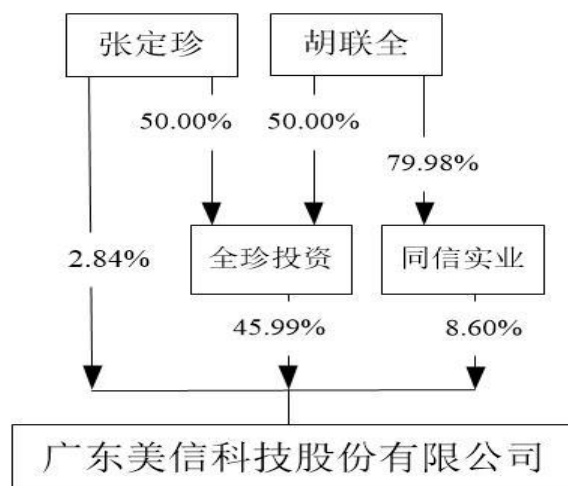 张定珍
胡联全
50.00%
50.00%
79.98%
2.84%
全珍投资
同信实业
45.99%
8.60%
广东美信科技股份有限公司